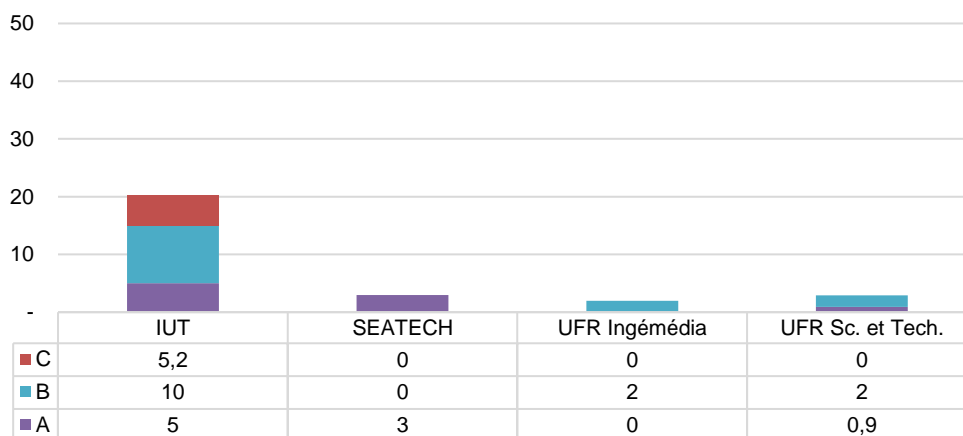 50
40
30
20
10
-
IUT SEATECH UFR Ingémédia UFR Sc. et Tech.
C 5,2 0 0 0
B 10 0 2 2
A 5 3 0 0,9